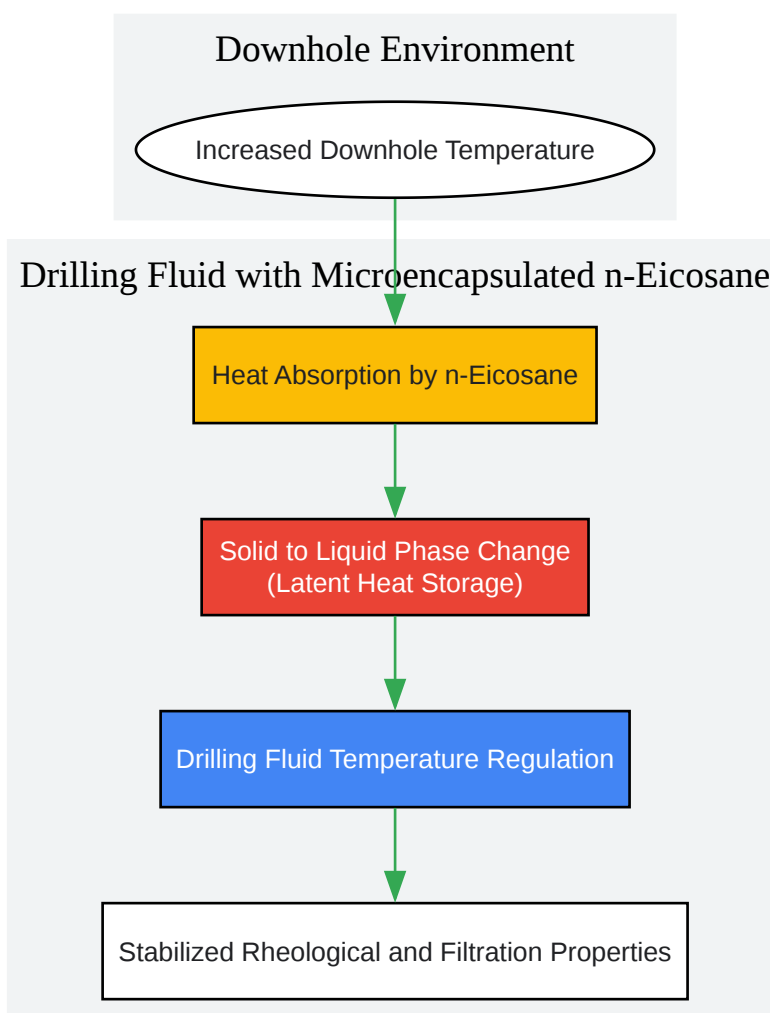 Downhole Environment
Increased Downhole Temperature
Drilling Fluid with Microencapsulated n-Eicosane
Heat Absorption by n-Eicosane
Solid to Liquid Phase Change
(Latent Heat Storage)
Drilling Fluid Temperature Regulation
Stabilized Rheological and Filtration Properties